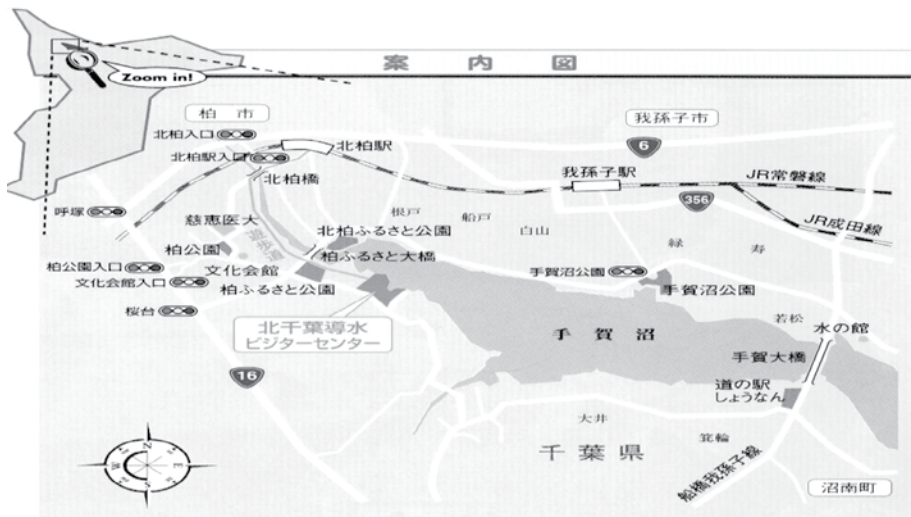 案内図
Zoom in!
柏市
我孫子市
北柏入口
6
北柏駅入口
北柏駅
北柏橋
我孫子駅
JR常磐線
356
JR成田線
呼塚
慈恵医大
遊歩道
北柏ふるさと公園
根戸
船戸
白山
緑
寿
柏公園
柏ふるさと大橋
柏公園入口
文化会館
手賀沼公園
文化会館入口
柏ふるさと公園
手賀沼公園
桜台
北千葉導水
ビジターセンター
手賀沼
若松
水の館
手賀大橋
16
道の駅
しょうなん
大井
箕輪
千葉県
船橋我孫子線
沼南町
N
E
S
W